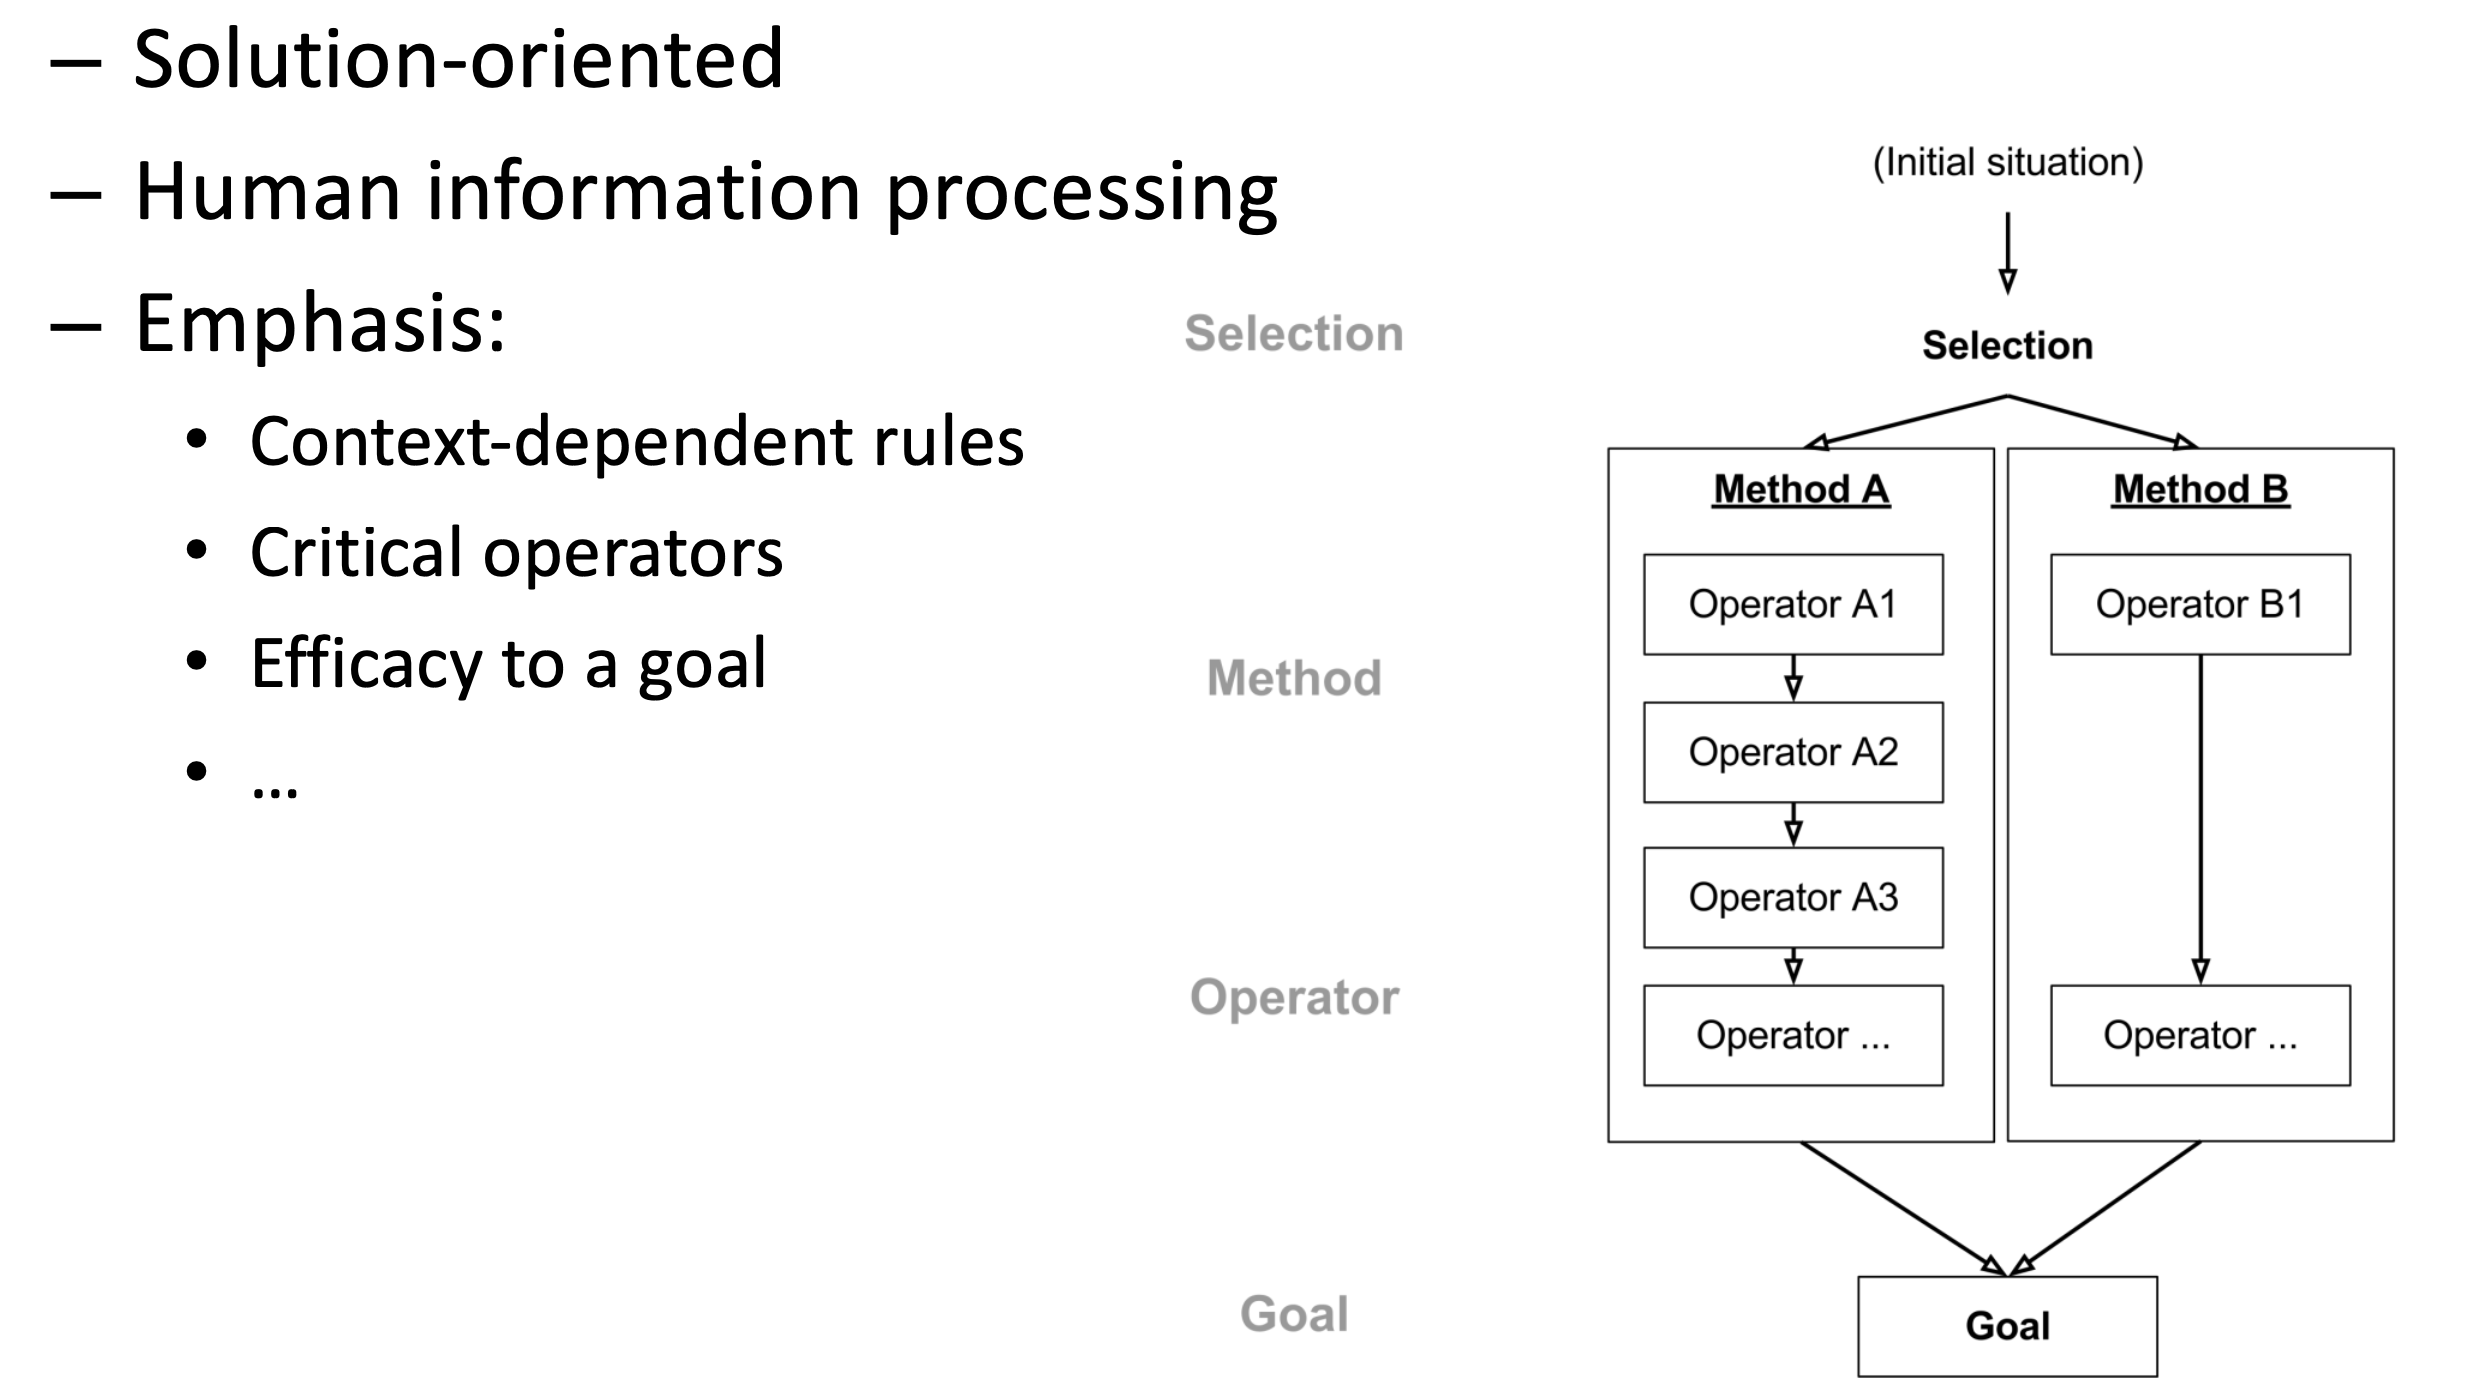 – Solution-oriented
– Human information processing
– Emphasis:
• Context-dependent rules
• Critical operators
• Efficacy to a goal
• ...
Selection
Method
Operator
Goal
(Initial situation)
Selection
Method A
Operator A1
Operator A2
Operator A3
Operator ...
Method B
Operator B1
Operator ...
Goal